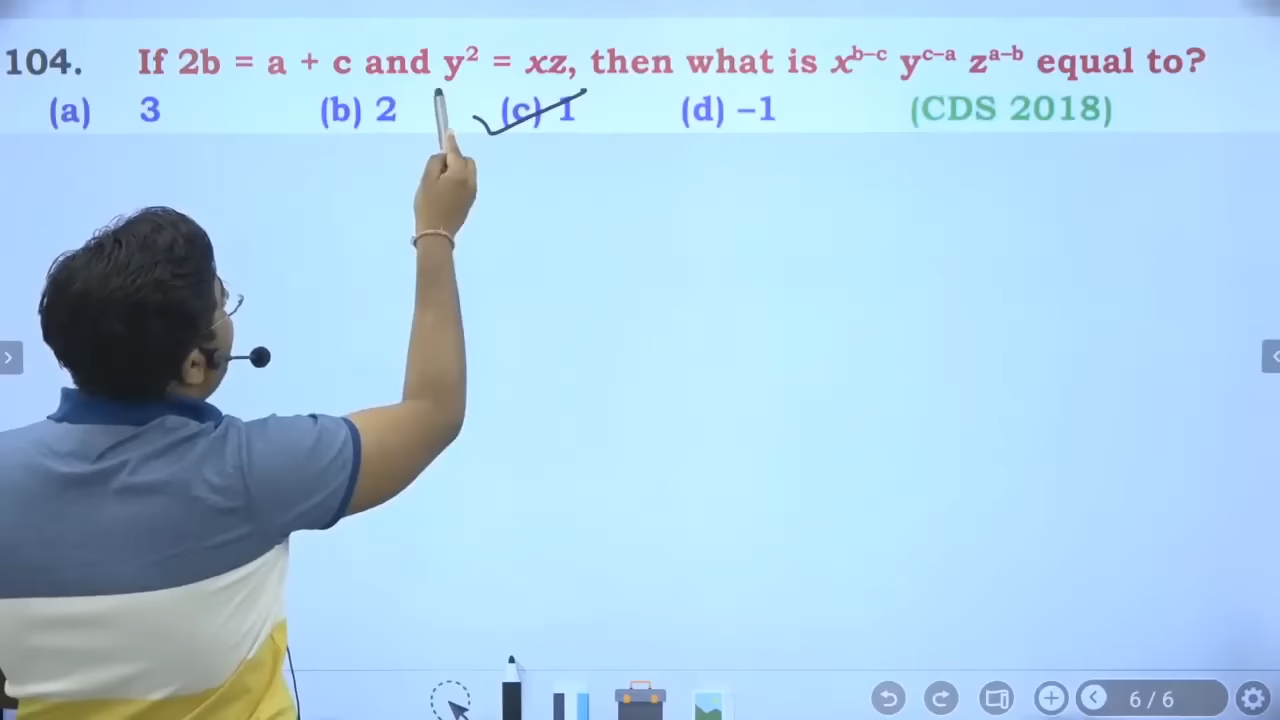 104. If 2b = a + c and y² = xz, then what is xᵇ⁻ᶜ yᶜ⁻ᵃ zᵃ⁻ᵇ equal to?
(a) 3 (b) 2 (c) 1 (d) –1 (CDS 2018)
6 / 6